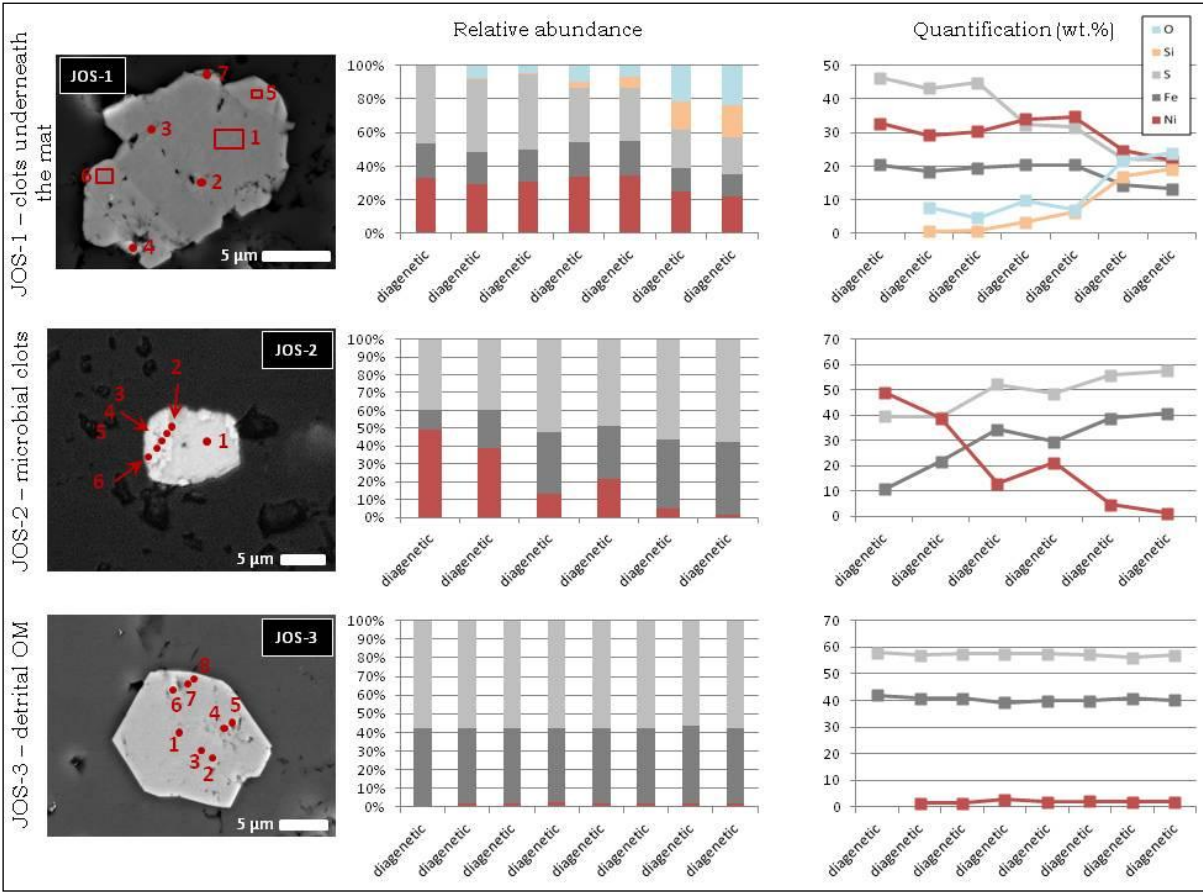 Relative abundance
Quantification (wt.%)
O
Si
S
Fe
Ni
JOS-1 – clots underneath
the mat
JOS-1
7
5
3
1
6
2
4
5 µm
100%
80%
60%
40%
20%
0%
diagenetic
diagenetic
diagenetic
diagenetic
diagenetic
diagenetic
diagenetic
50
40
30
20
10
0
diagenetic
diagenetic
diagenetic
diagenetic
diagenetic
diagenetic
diagenetic
JOS-2 – microbial clots
JOS-2
2
3
4
5
1
6
5 µm
100%
90%
80%
70%
60%
50%
40%
30%
20%
10%
0%
diagenetic
diagenetic
diagenetic
diagenetic
diagenetic
diagenetic
70
60
50
40
30
20
10
0
diagenetic
diagenetic
diagenetic
diagenetic
diagenetic
diagenetic
JOS-3 – detrital OM
JOS-3
8
7
6
5
4
1
3
2
5 µm
100%
90%
80%
70%
60%
50%
40%
30%
20%
10%
0%
diagenetic
diagenetic
diagenetic
diagenetic
diagenetic
diagenetic
diagenetic
diagenetic
70
60
50
40
30
20
10
0
diagenetic
diagenetic
diagenetic
diagenetic
diagenetic
diagenetic
diagenetic
diagenetic